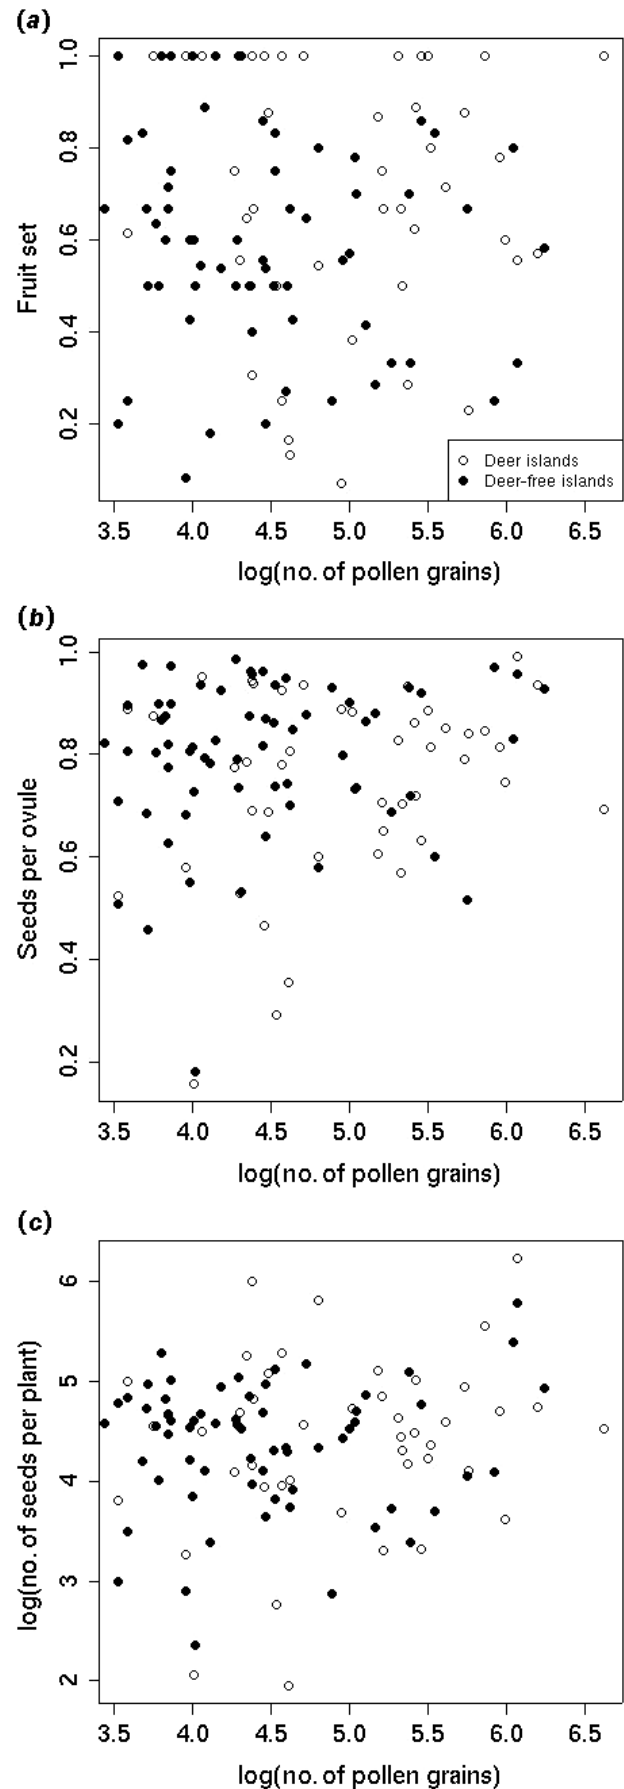 (a)
1.0
0.8
0.6
0.4
0.2
Fruit set
Deer islands
Deer-free islands
3.5 4.0 4.5 5.0 5.5 6.0 6.5
log(no. of pollen grains)
(b)
1.0
0.8
0.6
0.4
0.2
Seeds per ovule
3.5 4.0 4.5 5.0 5.5 6.0 6.5
log(no. of pollen grains)
(c)
6
5
4
3
2
log(no. of seeds per plant)
3.5 4.0 4.5 5.0 5.5 6.0 6.5
log(no. of pollen grains)